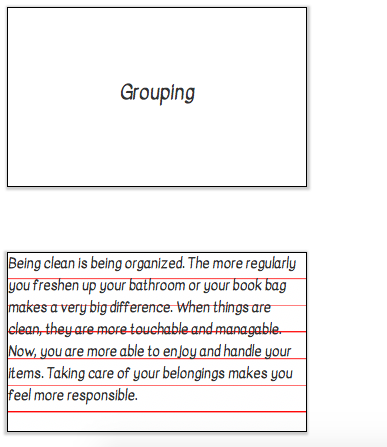 Grouping
Being clean is being organized. The more regularly
you freshen up your bathroom or your book bag
makes a very big difference. When things are
clean, they are more touchable and managable.
Now, you are more able to enjoy and handle your
items. Taking care of your belongings makes you
feel more responsible.